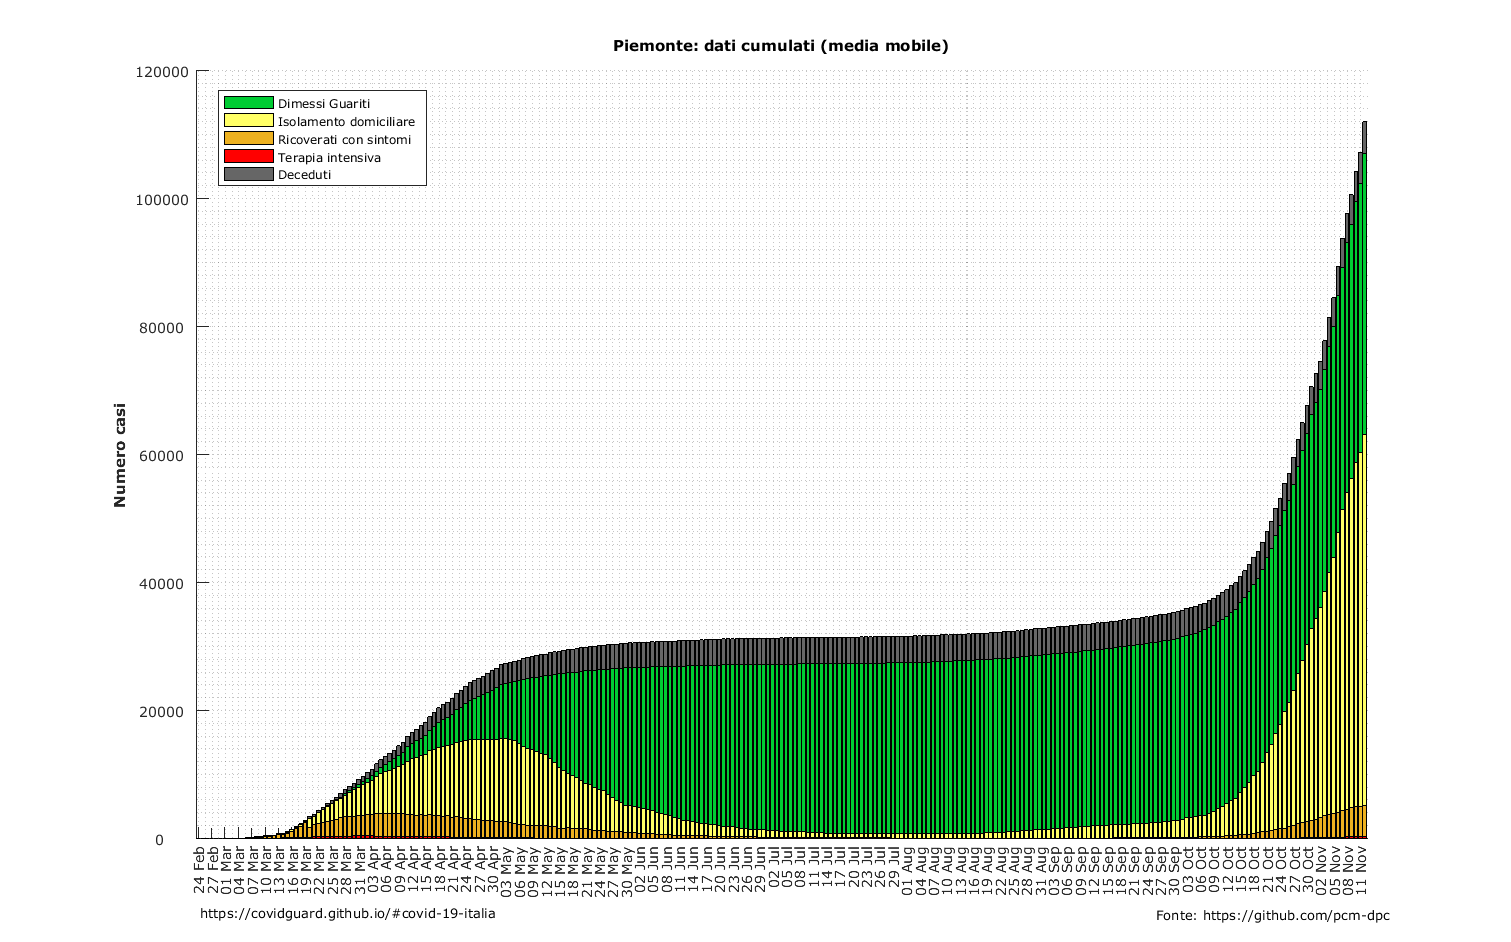 Piemonte: dati cumulati (media mobile)
120000
100000
80000
60000
40000
20000
0
Numero casi
Dimessi Guariti
Isolamento domiciliare
Ricoverati con sintomi
Terapia intensiva
Deceduti
24 Feb
27 Feb
01 Mar
04 Mar
07 Mar
10 Mar
13 Mar
16 Mar
19 Mar
22 Mar
25 Mar
28 Mar
31 Mar
03 Apr
06 Apr
09 Apr
12 Apr
15 Apr
18 Apr
21 Apr
24 Apr
27 Apr
30 Apr
03 May
06 May
09 May
12 May
15 May
18 May
21 May
24 May
27 May
30 May
02 Jun
05 Jun
08 Jun
11 Jun
14 Jun
17 Jun
20 Jun
23 Jun
26 Jun
29 Jun
02 Jul
05 Jul
08 Jul
11 Jul
14 Jul
17 Jul
20 Jul
23 Jul
26 Jul
29 Jul
01 Aug
04 Aug
07 Aug
10 Aug
13 Aug
16 Aug
19 Aug
22 Aug
25 Aug
28 Aug
31 Aug
03 Sep
06 Sep
09 Sep
12 Sep
15 Sep
18 Sep
21 Sep
24 Sep
27 Sep
30 Sep
03 Oct
06 Oct
09 Oct
12 Oct
15 Oct
18 Oct
21 Oct
24 Oct
27 Oct
30 Oct
02 Nov
05 Nov
08 Nov
11 Nov
https://covidguard.github.io/#covid-19-italia
Fonte: https://github.com/pcm-dpc